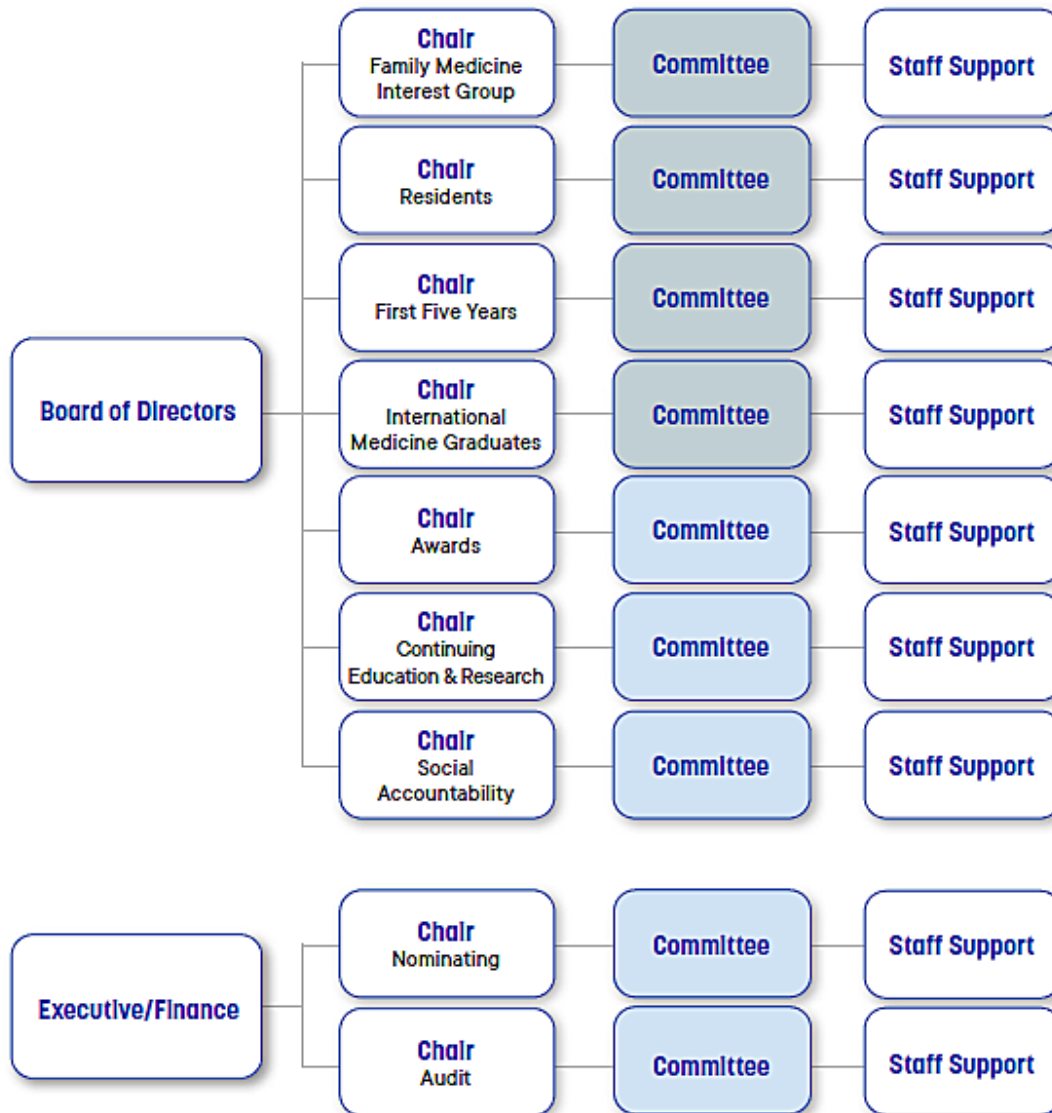 Chair
Family Medicine
Interest Group
Committee
Staff Support
Chair
Residents
Committee
Staff Support
Chair
First Five Years
Committee
Staff Support
Board of Directors
Chair
International
Medicine Graduates
Committee
Staff Support
Chair
Awards
Committee
Staff Support
Chair
Continuing
Education & Research
Committee
Staff Support
Chair
Social
Accountability
Committee
Staff Support
Executive/Finance
Chair
Nominating
Committee
Staff Support
Chair
Audit
Committee
Staff Support